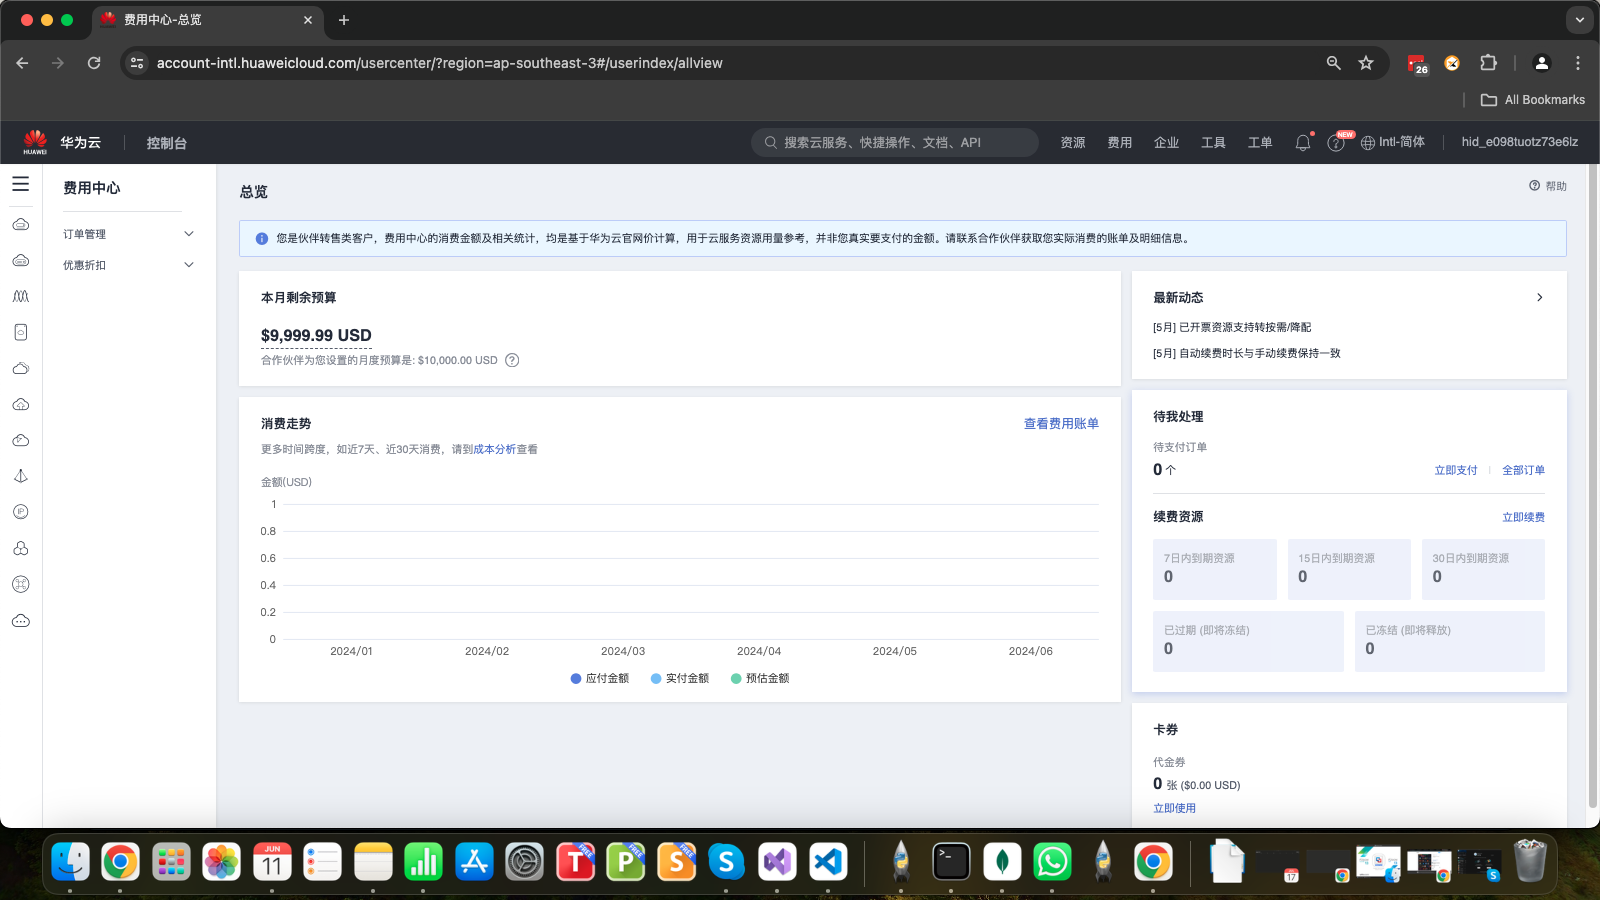 费用中心-总览
account-intl.huaweicloud.com/usercenter/?region=ap-southeast-3#/userindex/allview
26
All Bookmarks
HUAWEI
华为云
控制台
搜索云服务、快捷操作、文档、API
资源
费用
企业
工具
工单
NEW
Intl-简体
hid_e098tuotz73e6lz
费用中心
订单管理
优惠折扣
总览
帮助
您是伙伴转售类客户，费用中心的消费金额及相关统计，均是基于华为云官网价计算，用于云服务资源用量参考，并非您真实要支付的金额。请联系合作伙伴获取您实际消费的账单及明细信息。
本月剩余预算
$9,999.99 USD
合作伙伴为您设置的月度预算是: $10,000.00 USD
最新动态
[5月] 已开票资源支持转按需/降配
[5月] 自动续费时长与手动续费保持一致
消费走势
查看费用账单
更多时间跨度，如近7天、近30天消费，请到成本分析查看
金额(USD)
1
0.8
0.6
0.4
0.2
0
2024/01
2024/02
2024/03
2024/04
2024/05
2024/06
应付金额
实付金额
预估金额
待我处理
待支付订单
0 个
立即支付
全部订单
续费资源
立即续费
7日内到期资源
0
15日内到期资源
0
30日内到期资源
0
已过期 (即将冻结)
0
已冻结 (即将释放)
0
卡券
代金券
0 张 ($0.00 USD)
立即使用
IP
JUN
11
T
FREE
P
FREE
S
FREE
S
17
S